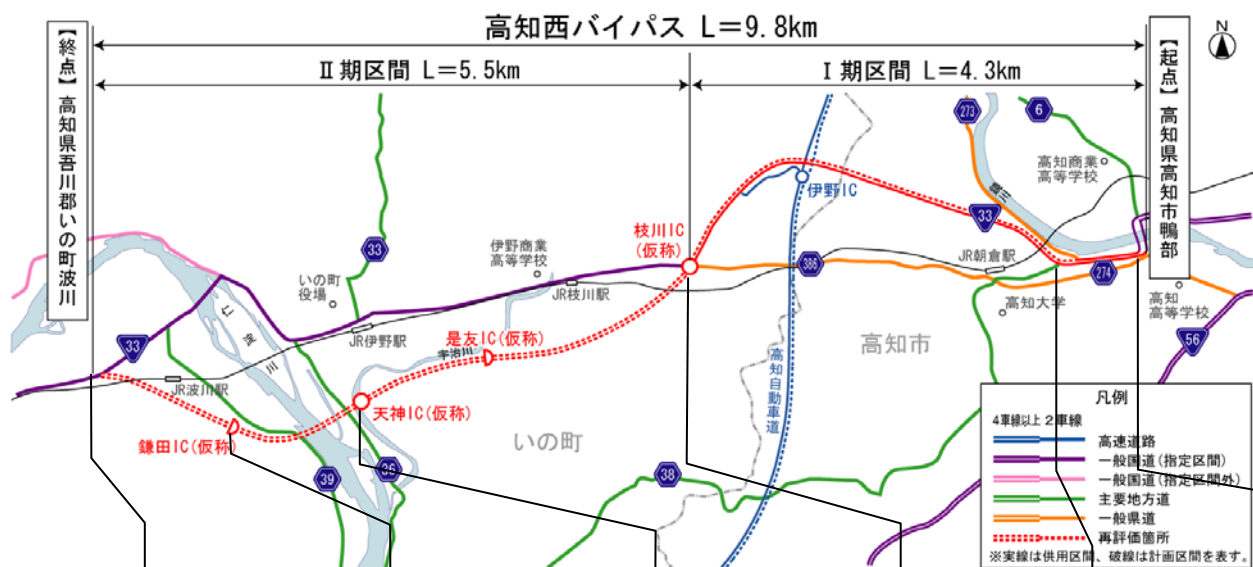 高知西バイパス L=9.8km
Ⅱ期区間 L=5.5km
Ⅰ期区間 L=4.3km
【終点】高知県吾川郡いの町波川
【起点】高知県高知市鴨部
N
273
6
高知商業
高等学校
鏡川
伊野IC
33
枝川IC
(仮称)
33
伊野商業
高等学校
386
JR朝倉駅
274
高知大学
高知
高等学校
いの町
役場
JR枝川駅
仁淀川
JR伊野駅
是友IC(仮称)
宇治川
高知市
高知自動車道
56
33
JR波川駅
天神IC(仮称)
鎌田IC(仮称)
いの町
39
36
38
凡例
4車線以上 2車線
高速道路
一般国道(指定区間)
一般国道(指定区間外)
主要地方道
一般県道
再評価箇所
※実線は供用区間、破線は計画区間を表す。